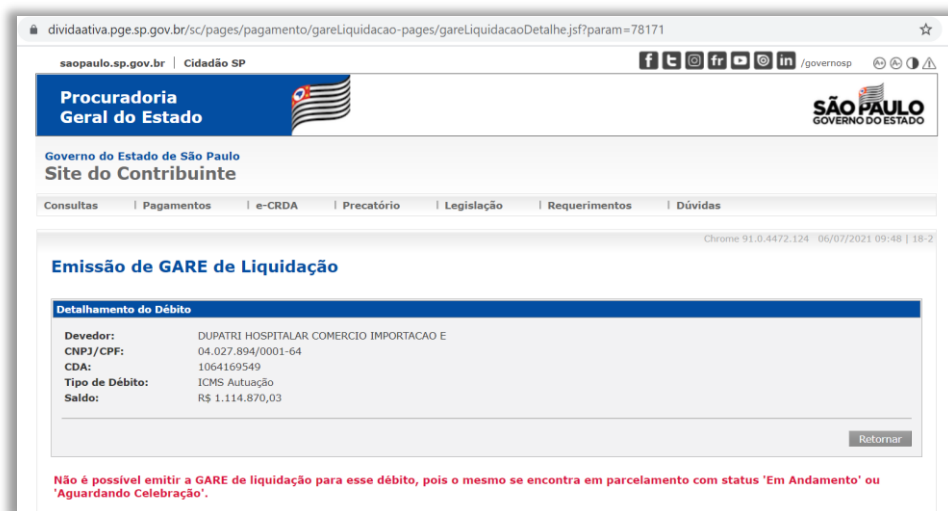 dividaativa.pge.sp.gov.br/sc/pages/pagamento/gareLiquidacao-pages/gareLiquidacaoDetalhe.jsf?param=78171
saopaulo.sp.gov.br | Cidadão SP
/governosp
Procuradoria
Geral do Estado
SÃO PAULO
GOVERNO DO ESTADO
Governo do Estado de São Paulo
Site do Contribuinte
Consultas | Pagamentos | e-CRDA | Precatório | Legislação | Requerimentos | Dúvidas
Chrome 91.0.4472.124 06/07/2021 09:48 | 18-2
Emissão de GARE de Liquidação
Detalhamento do Débito
Devedor: DUPATRI HOSPITALAR COMERCIO IMPORTACAO E
CNPJ/CPF: 04.027.894/0001-64
CDA: 1064169549
Tipo de Débito: ICMS Autuação
Saldo: R$ 1.114.870,03
Retornar
Não é possível emitir a GARE de liquidação para esse débito, pois o mesmo se encontra em parcelamento com status 'Em Andamento' ou
'Aguardando Celebração'.